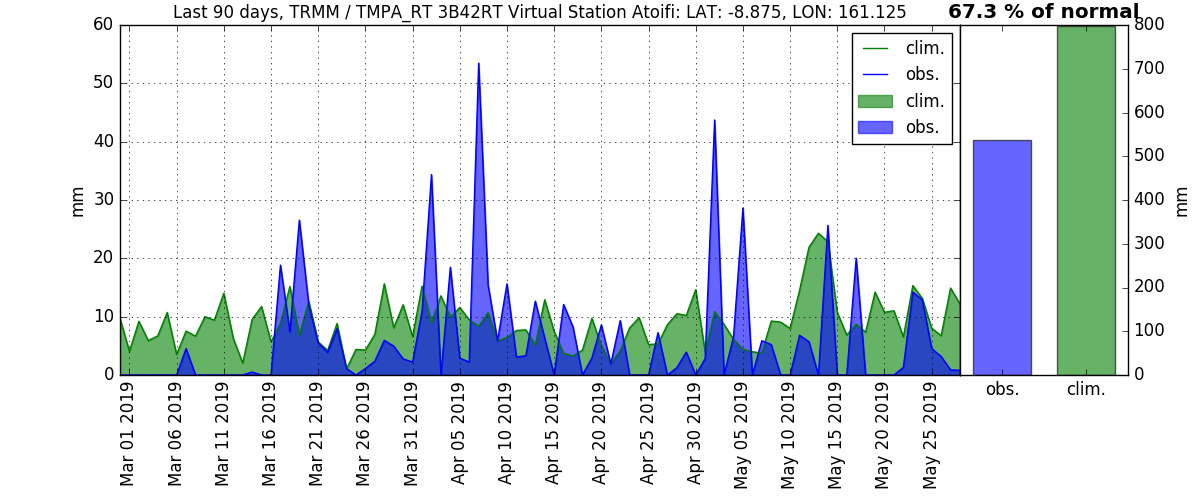 Last 90 days, TRMM / TMPA_RT 3B42RT Virtual Station Atoifi: LAT: -8.875, LON: 161.125
67.3 % of normal
60
50
40
30
20
10
0
mm
clim.
obs.
clim.
obs.
Mar 01 2019
Mar 06 2019
Mar 11 2019
Mar 16 2019
Mar 21 2019
Mar 26 2019
Mar 31 2019
Apr 05 2019
Apr 10 2019
Apr 15 2019
Apr 20 2019
Apr 25 2019
Apr 30 2019
May 05 2019
May 10 2019
May 15 2019
May 20 2019
May 25 2019
800
700
600
500
400
300
200
100
0
mm
obs.
clim.